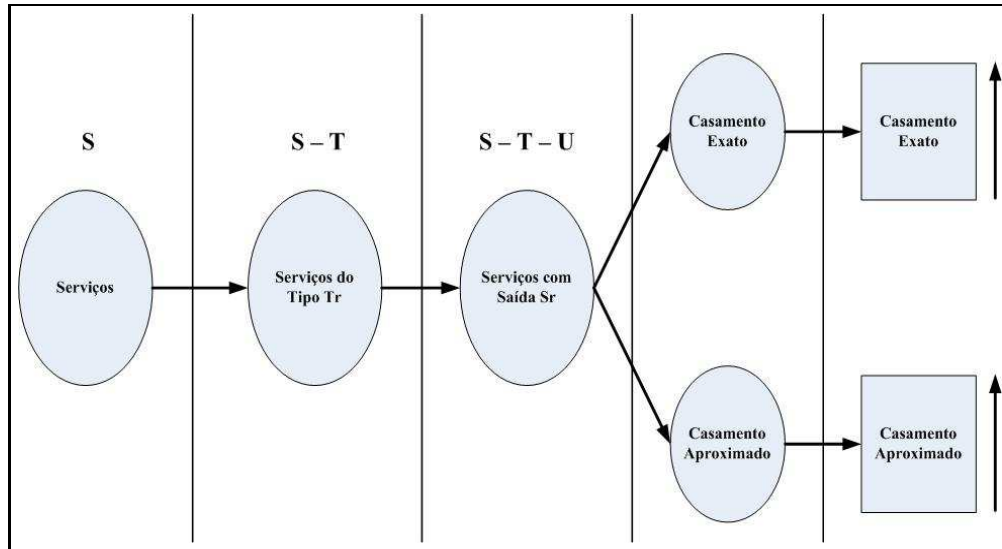 S
S – T
S – T – U
Serviços
Serviços do
Tipo Tr
Serviços com
Saída Sr
Casamento
Exato
Casamento
Exato
Casamento
Aproximado
Casamento
Aproximado